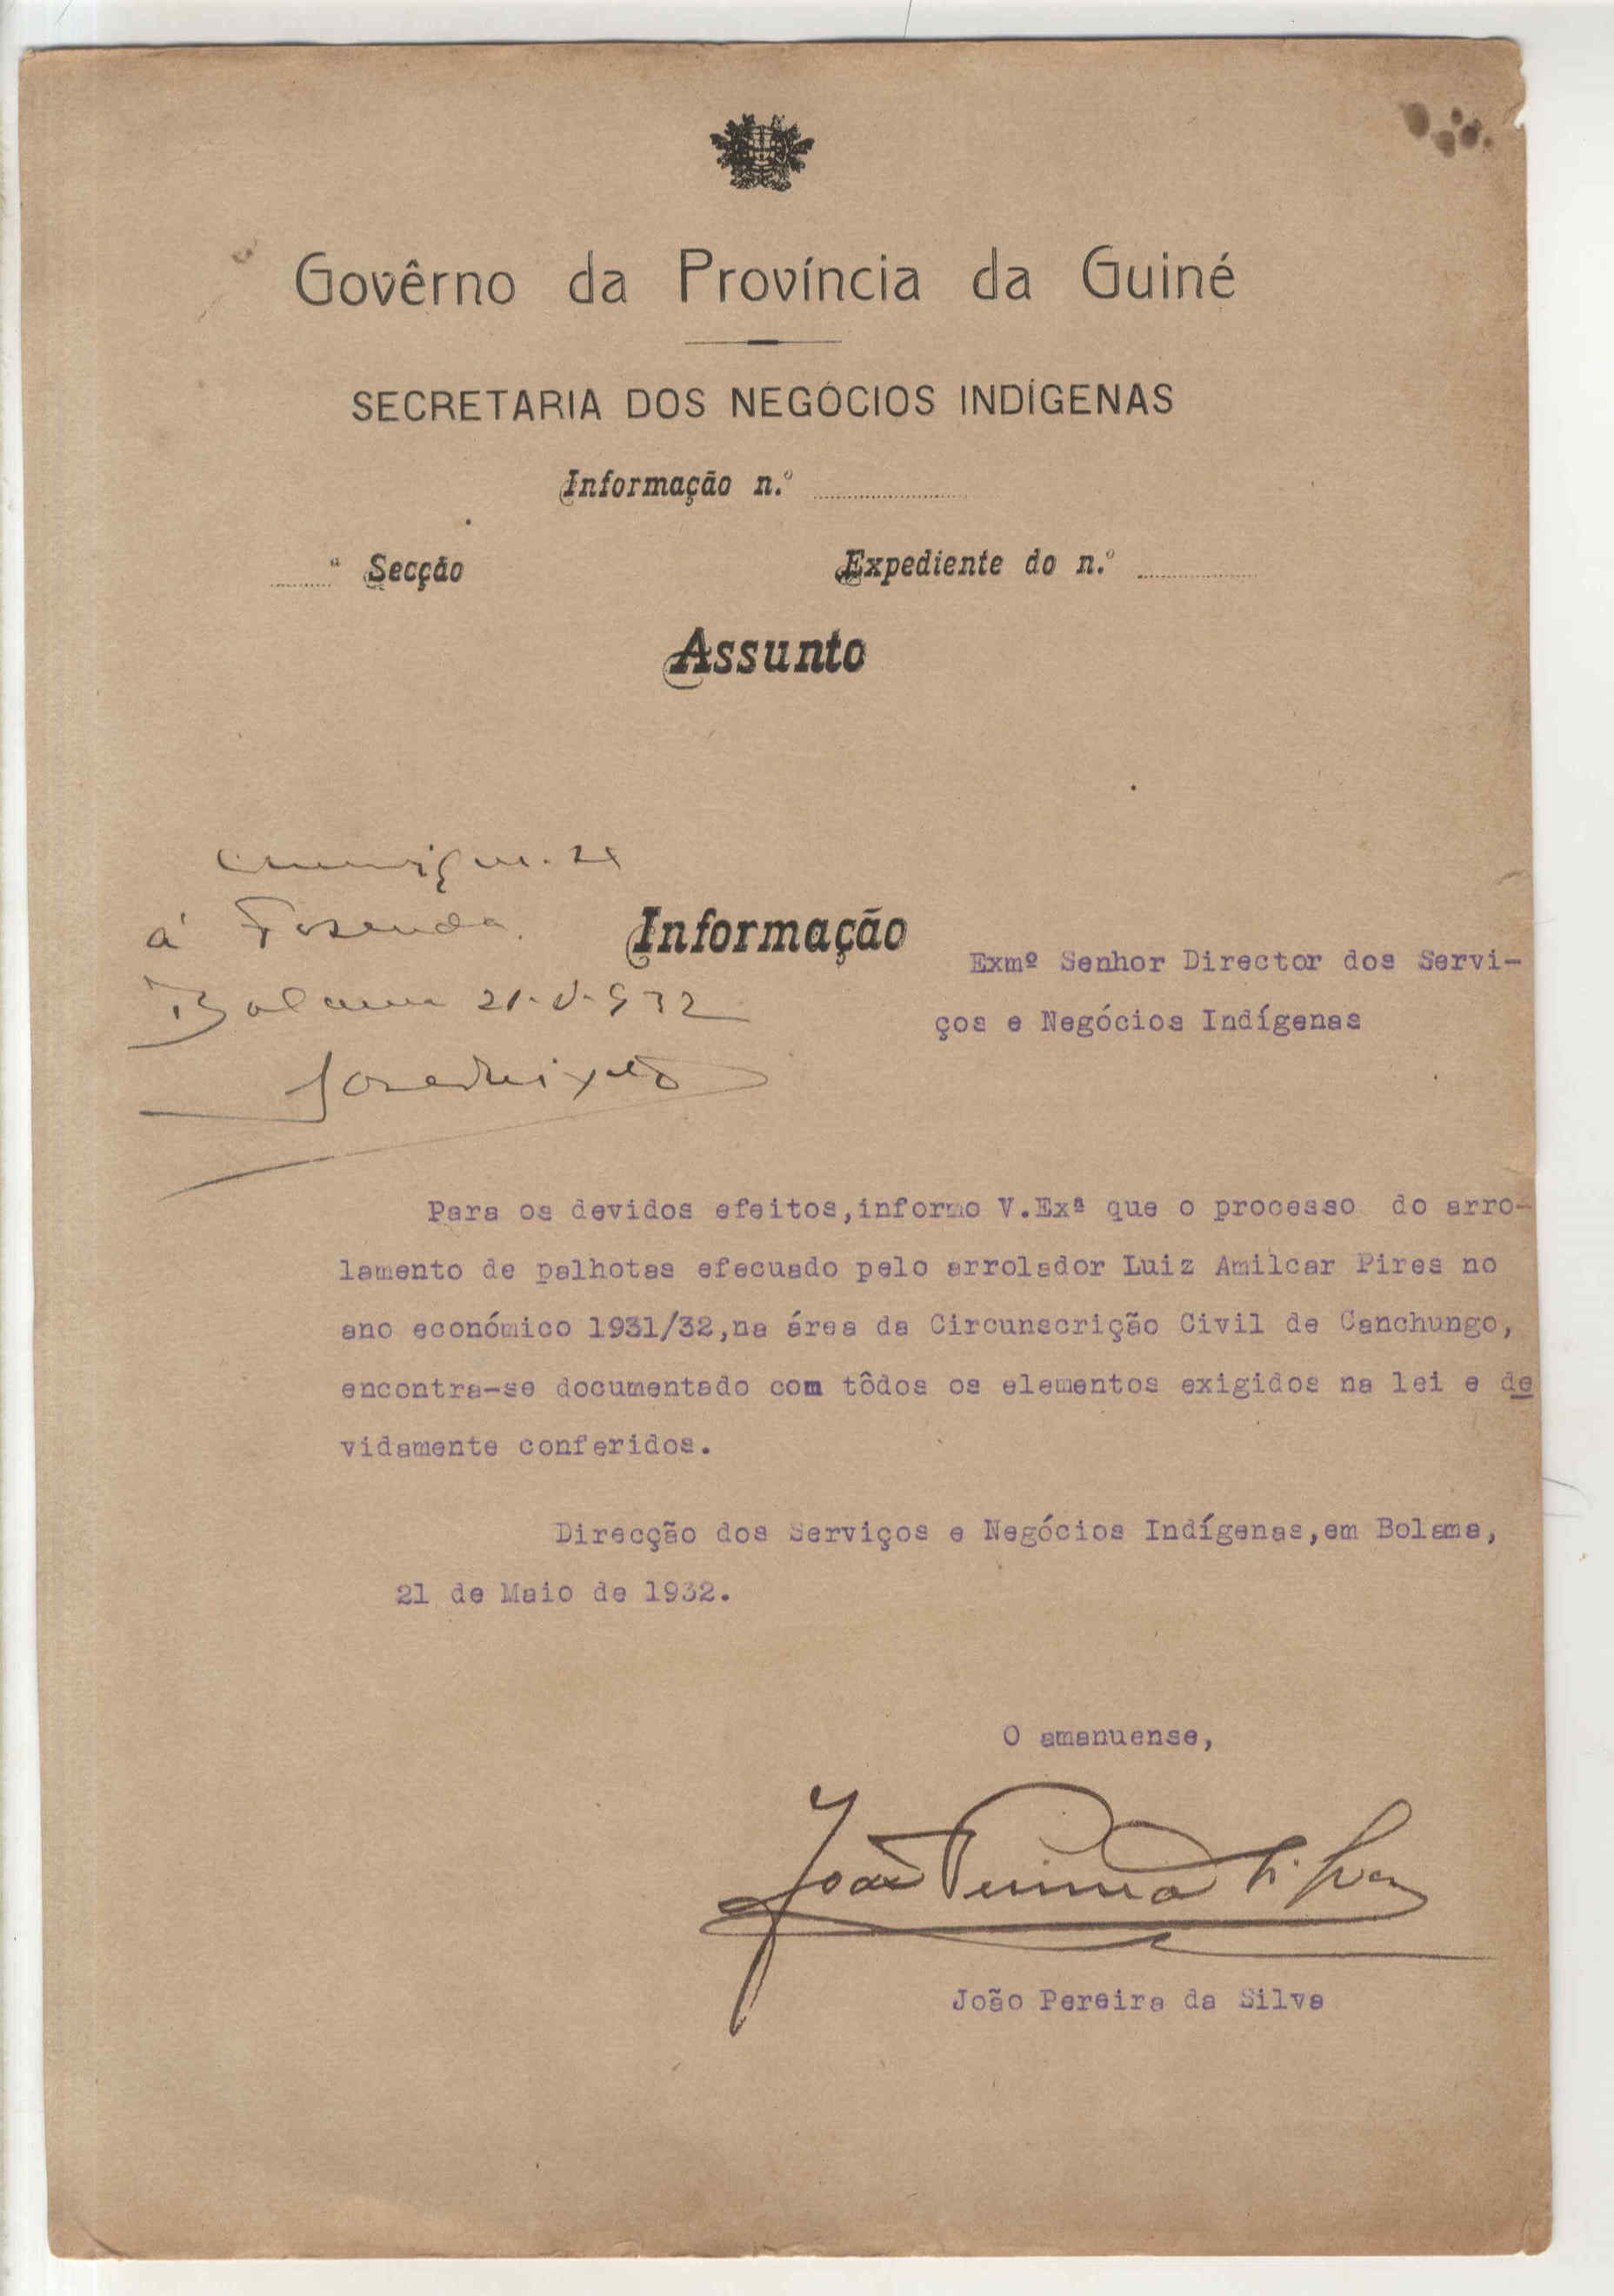 Govêrno da Província da Guiné
SECRETARIA DOS NEGÓCIOS INDÍGENAS
Informação n.º
ª Secção
Expediente do n.º
Assunto
à Fazenda.
Bolama 21-V-932
Informação
Exmº Senhor Director dos Servi-
ços e Negócios Indígenas
Para os devidos efeitos,informo V.Exª que o processo do arro-
lamento de palhotas efecuado pelo arrolador Luiz Amilcar Pires no
ano económico 1931/32,na área da Circunscrição Civil de Canchungo,
encontra-se documentado com tôdos os elementos exigidos na lei e de
vidamente conferidos.
Direcção dos Serviços e Negócios Indígenas,em Bolama,
21 de Maio de 1932.
O amanuense,
João Pereira da Silva
João Pereira da Silva